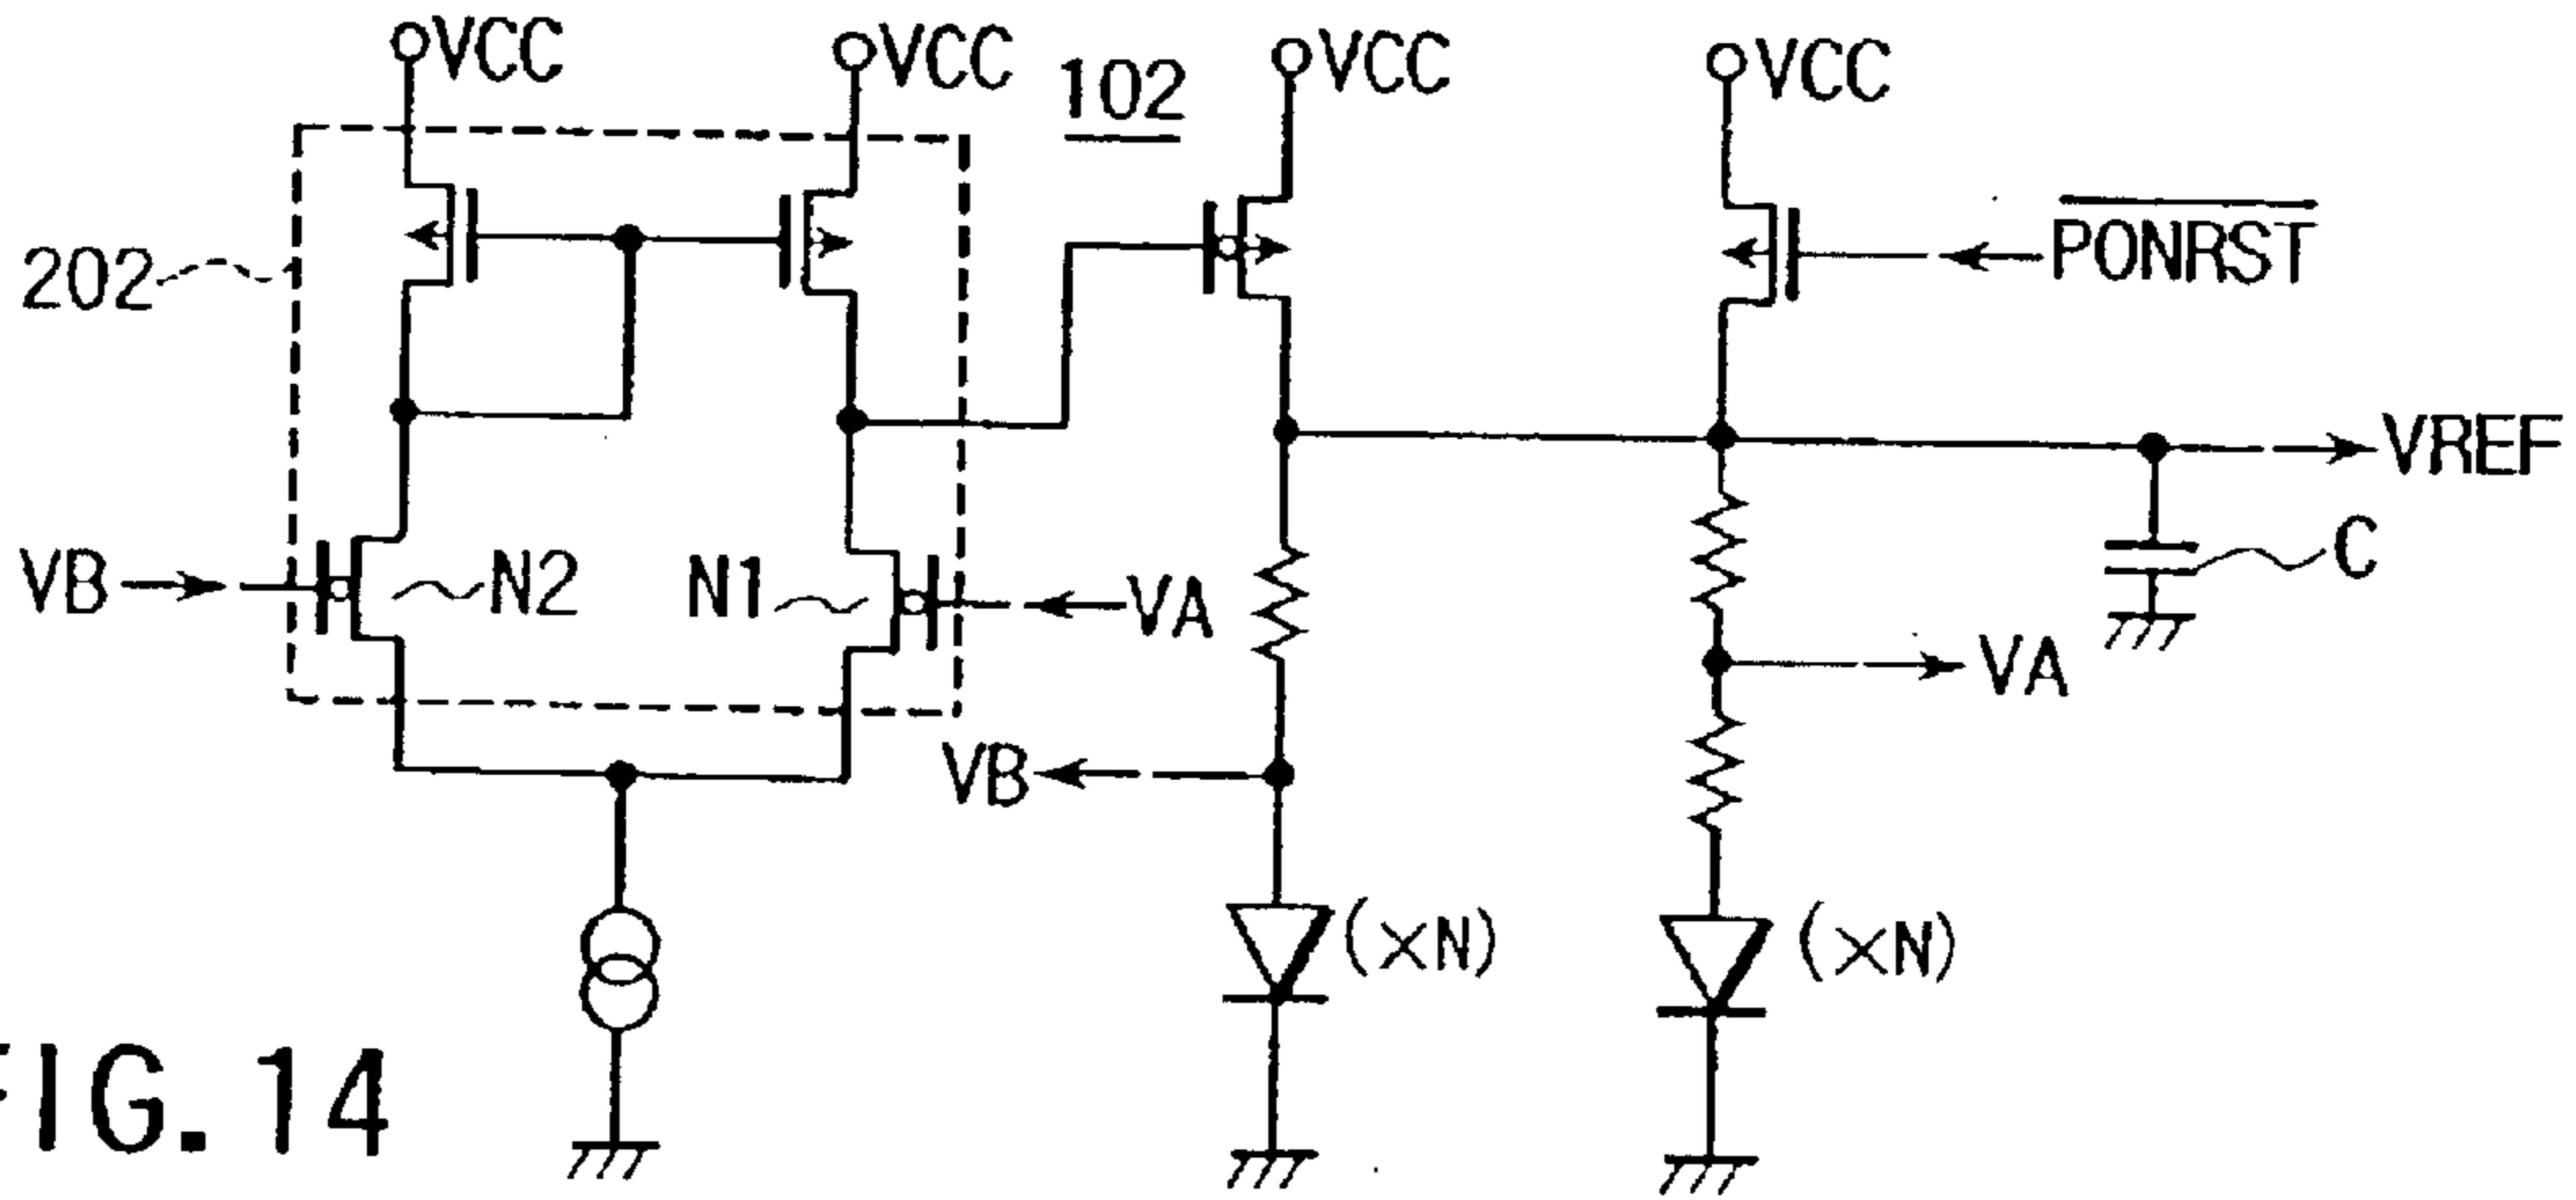 VCC
VCC
102
VCC
VCC
202
PONRST
VREF
C
VB
N2
N1
VA
VA
VB
(×N)
(×N)
FIG. 14